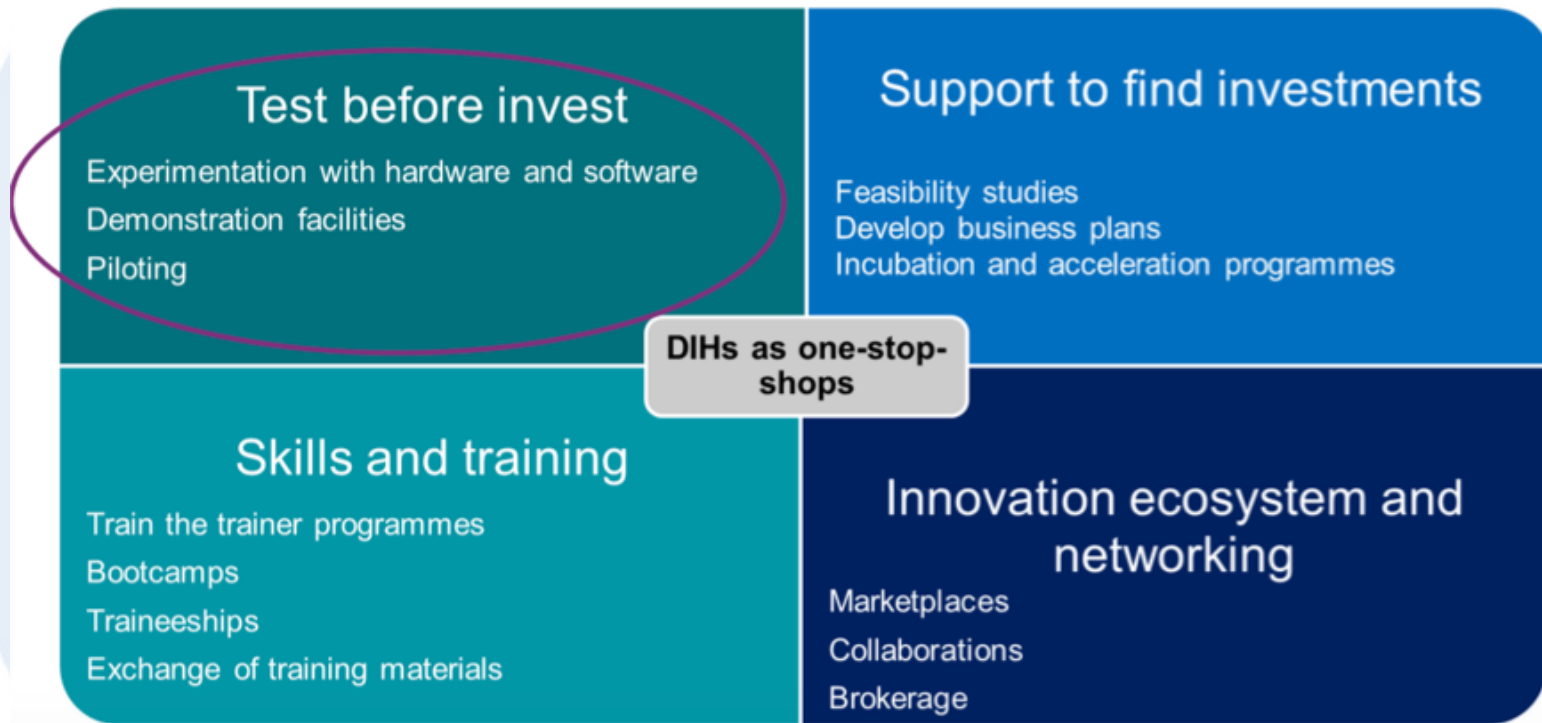 Test before invest
Experimentation with hardware and software
Demonstration facilities
Piloting
Support to find investments
Feasibility studies
Develop business plans
Incubation and acceleration programmes
DIHs as one-stop-
shops
Skills and training
Train the trainer programmes
Bootcamps
Traineeships
Exchange of training materials
Innovation ecosystem and
networking
Marketplaces
Collaborations
Brokerage